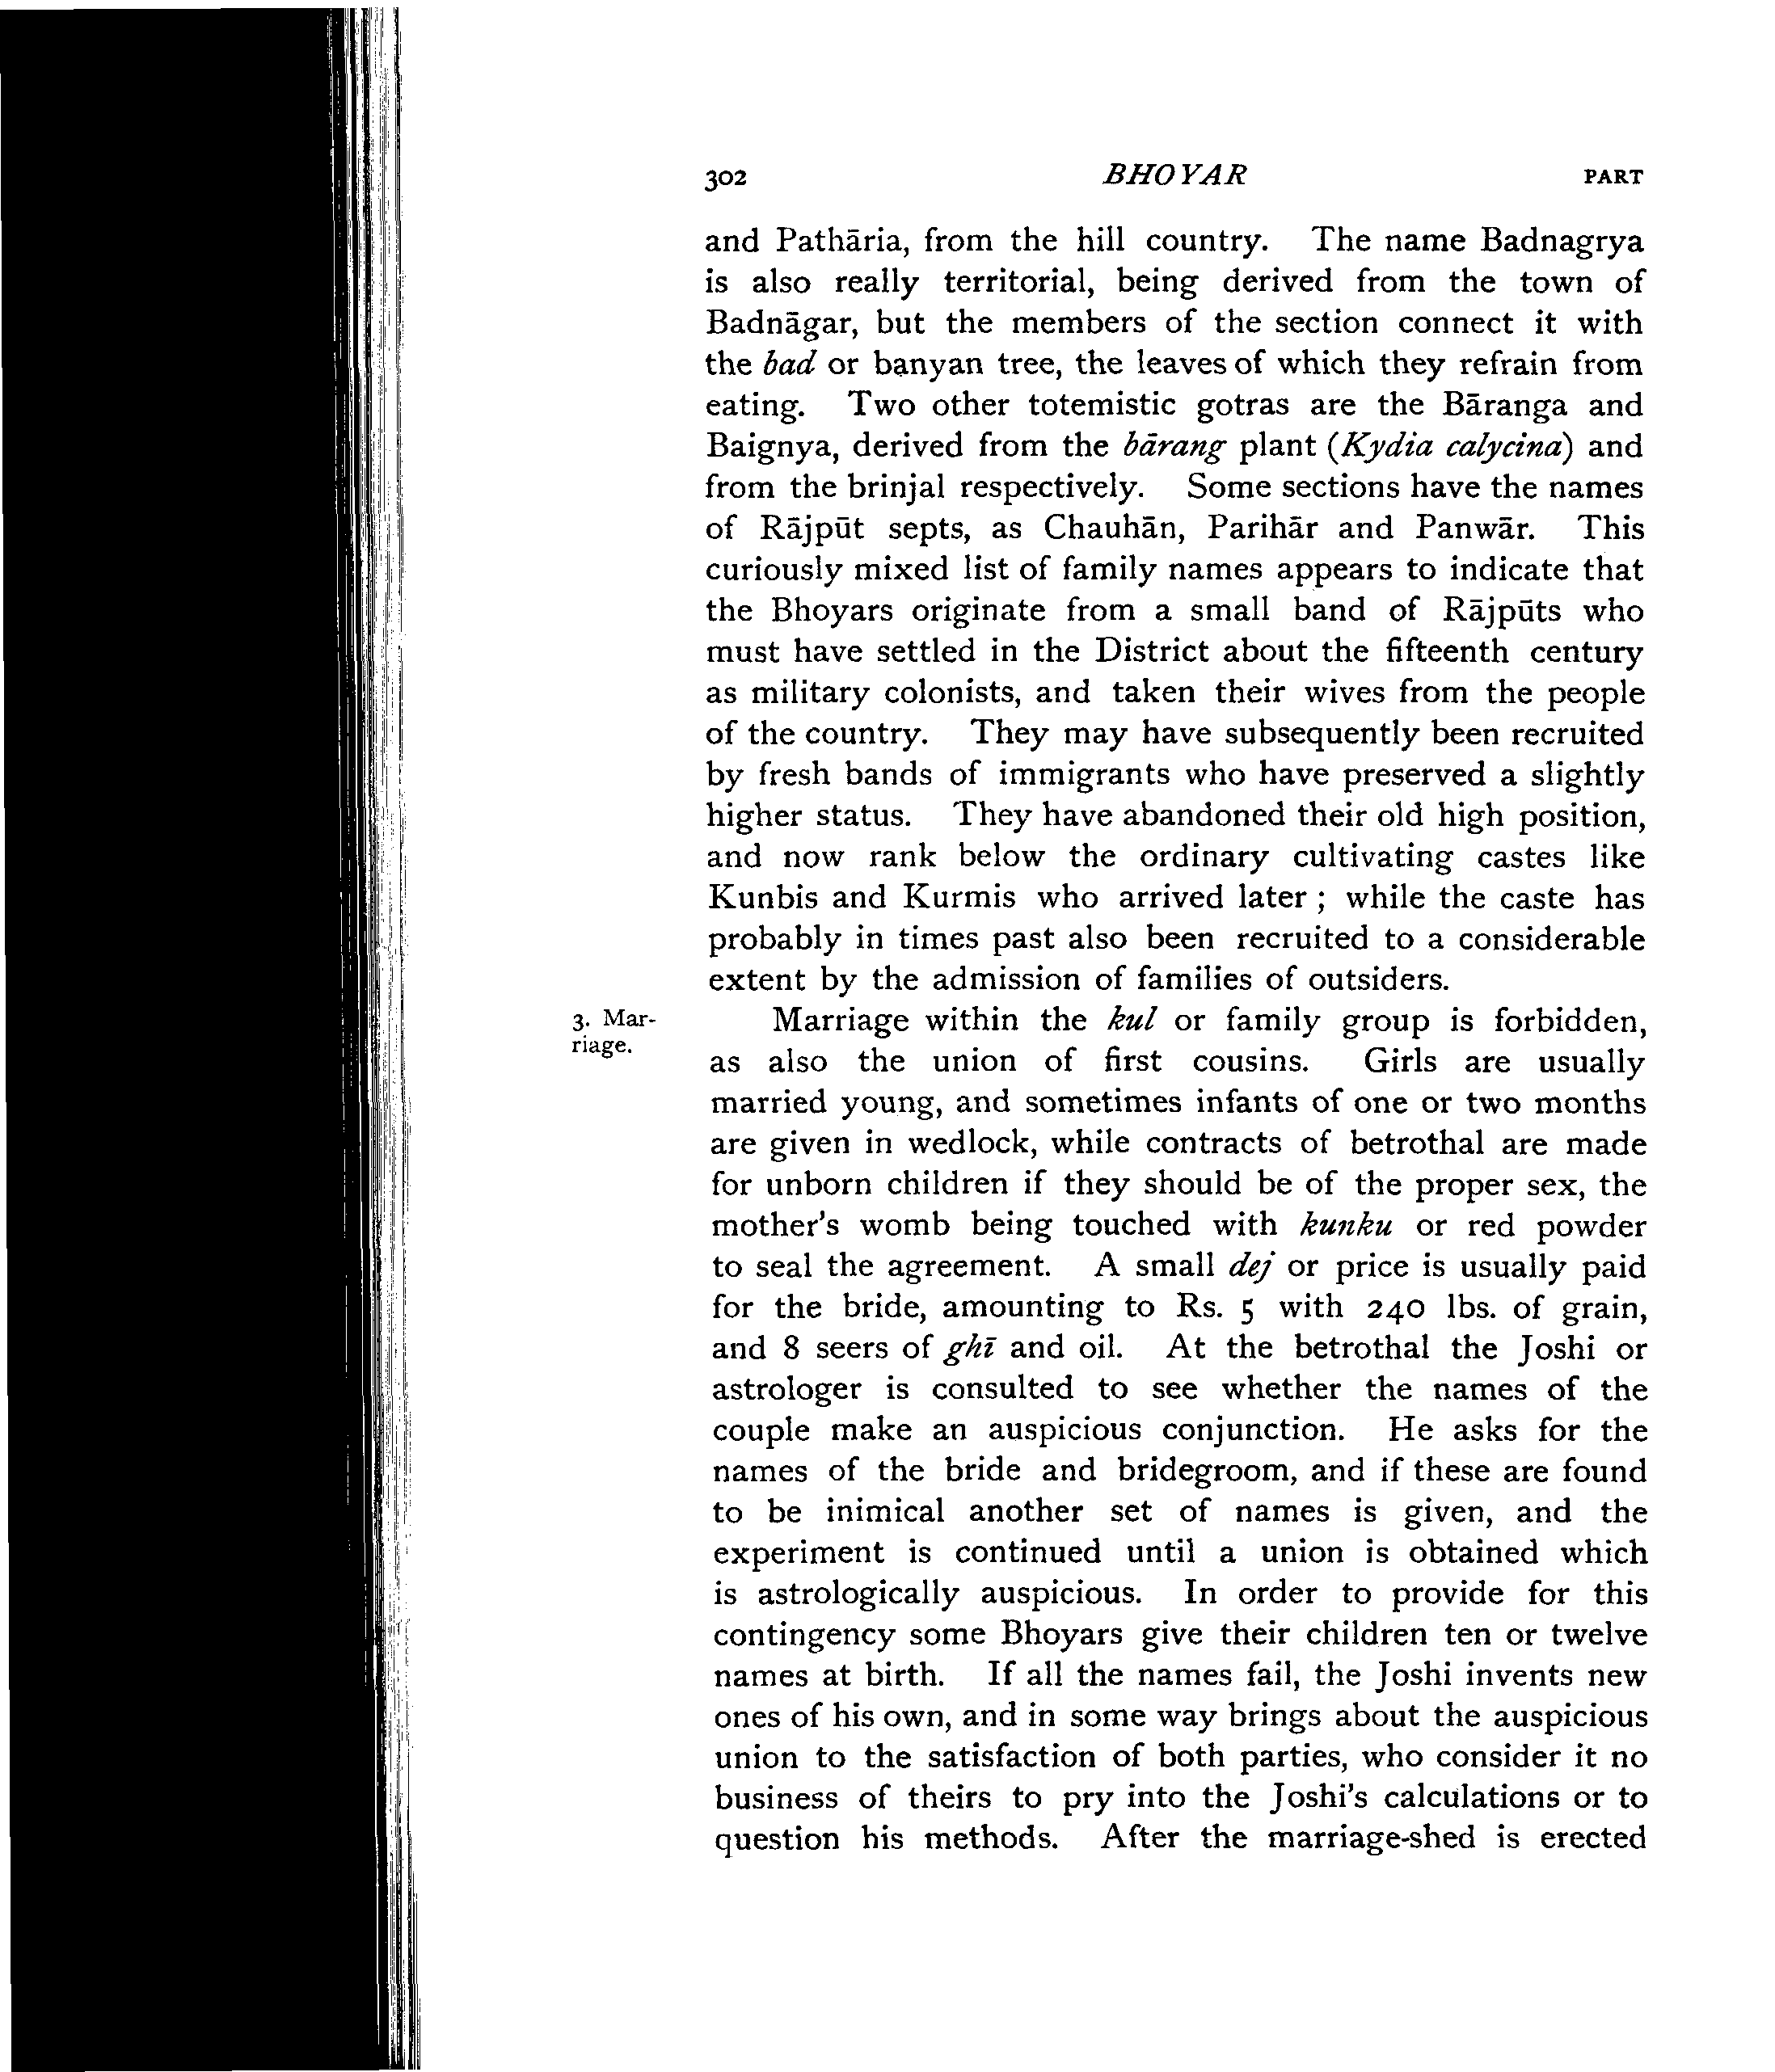 302 BHOYAR PART
and Pathāria, from the hill country. The name Badnagrya
is also really territorial, being derived from the town of
Badnāgar, but the members of the section connect it with
the bad or banyan tree, the leaves of which they refrain from
eating. Two other totemistic gotras are the Bāranga and
Baignya, derived from the bārang plant (Kydia calycina) and
from the brinjal respectively. Some sections have the names
of Rājpūt septs, as Chauhān, Parihār and Panwār. This
curiously mixed list of family names appears to indicate that
the Bhoyars originate from a small band of Rājpūts who
must have settled in the District about the fifteenth century
as military colonists, and taken their wives from the people
of the country. They may have subsequently been recruited
by fresh bands of immigrants who have preserved a slightly
higher status. They have abandoned their old high position,
and now rank below the ordinary cultivating castes like
Kunbis and Kurmis who arrived later ; while the caste has
probably in times past also been recruited to a considerable
extent by the admission of families of outsiders.
3. Mar-
riage.
Marriage within the kul or family group is forbidden,
as also the union of first cousins. Girls are usually
married young, and sometimes infants of one or two months
are given in wedlock, while contracts of betrothal are made
for unborn children if they should be of the proper sex, the
mother's womb being touched with kunku or red powder
to seal the agreement. A small dej or price is usually paid
for the bride, amounting to Rs. 5 with 240 lbs. of grain,
and 8 seers of ghī and oil. At the betrothal the Joshi or
astrologer is consulted to see whether the names of the
couple make an auspicious conjunction. He asks for the
names of the bride and bridegroom, and if these are found
to be inimical another set of names is given, and the
experiment is continued until a union is obtained which
is astrologically auspicious. In order to provide for this
contingency some Bhoyars give their children ten or twelve
names at birth. If all the names fail, the Joshi invents new
ones of his own, and in some way brings about the auspicious
union to the satisfaction of both parties, who consider it no
business of theirs to pry into the Joshi's calculations or to
question his methods. After the marriage-shed is erected